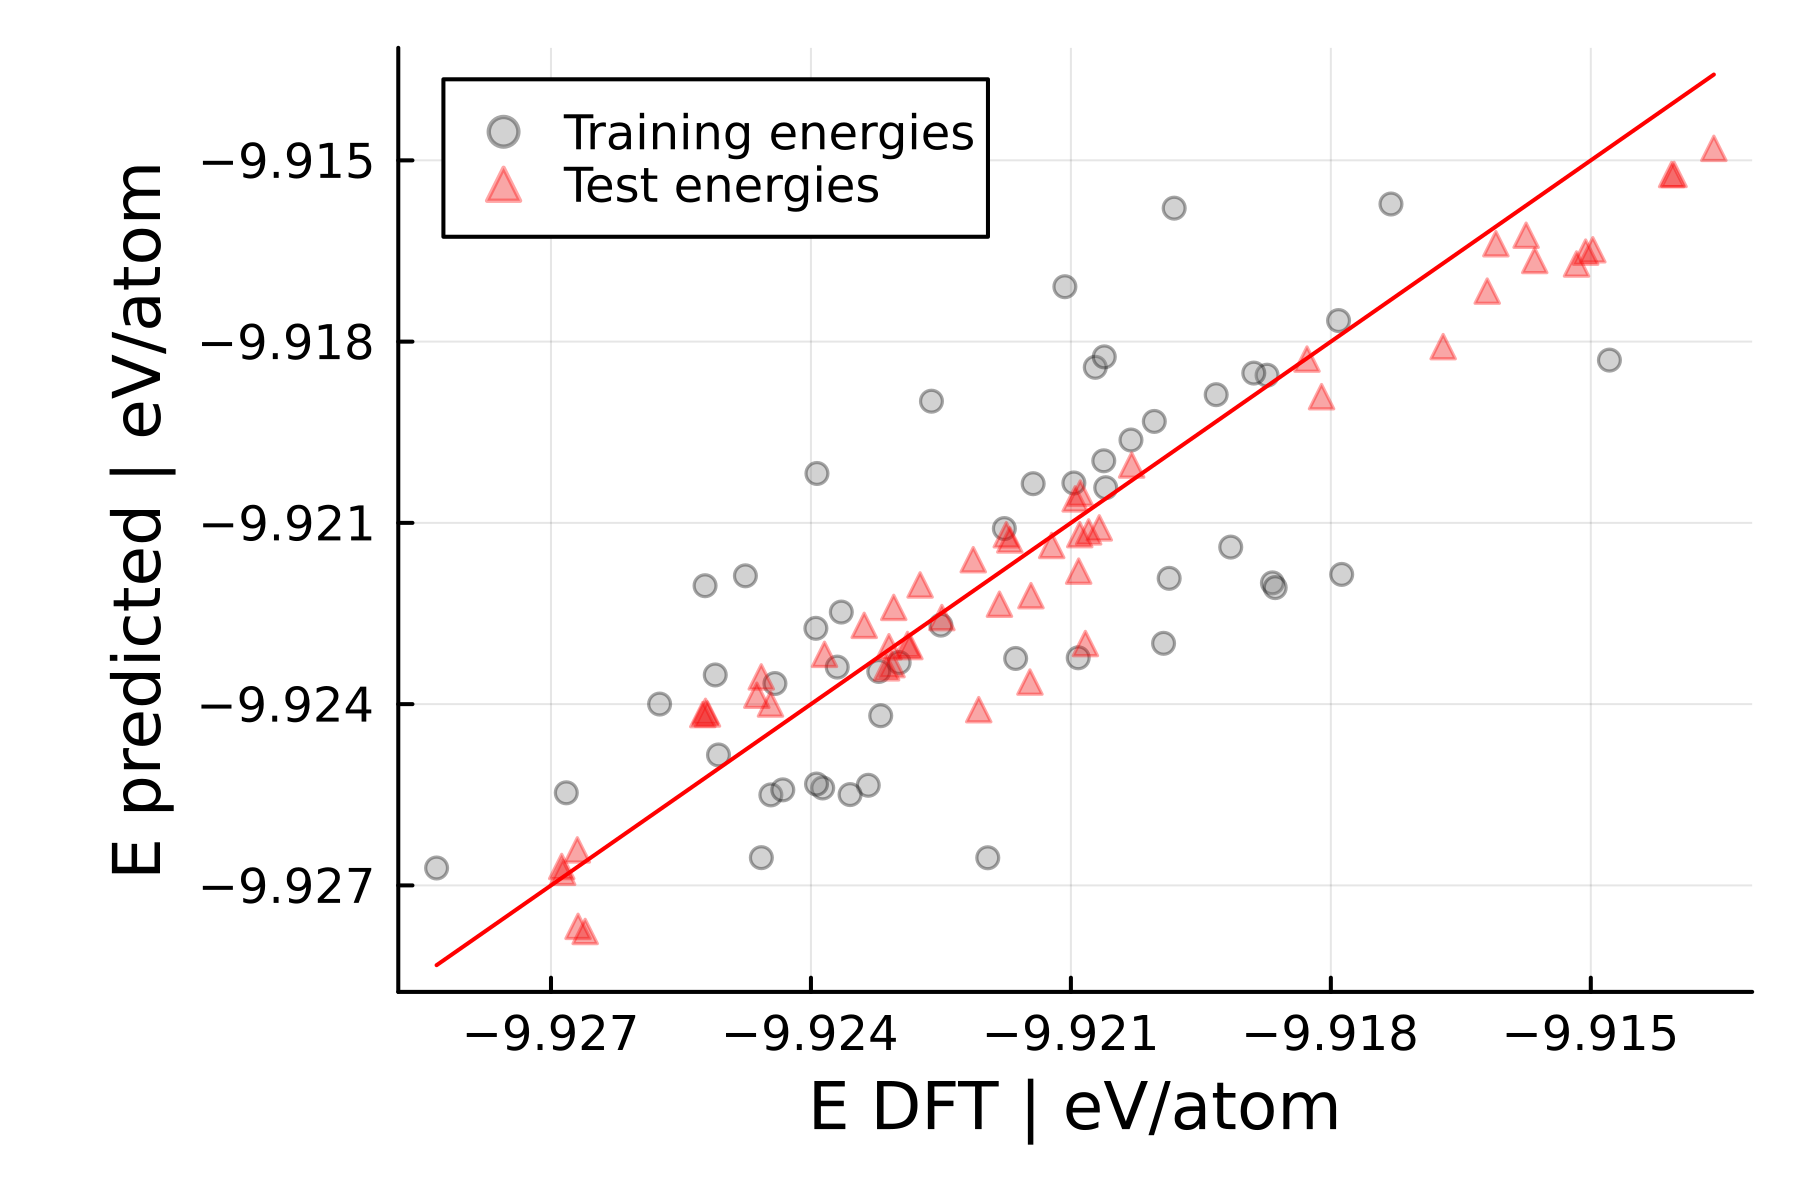 Training energies
Test energies
E predicted | eV/atom
−9.915
−9.918
−9.921
−9.924
−9.927
−9.927 −9.924 −9.921 −9.918 −9.915
E DFT | eV/atom